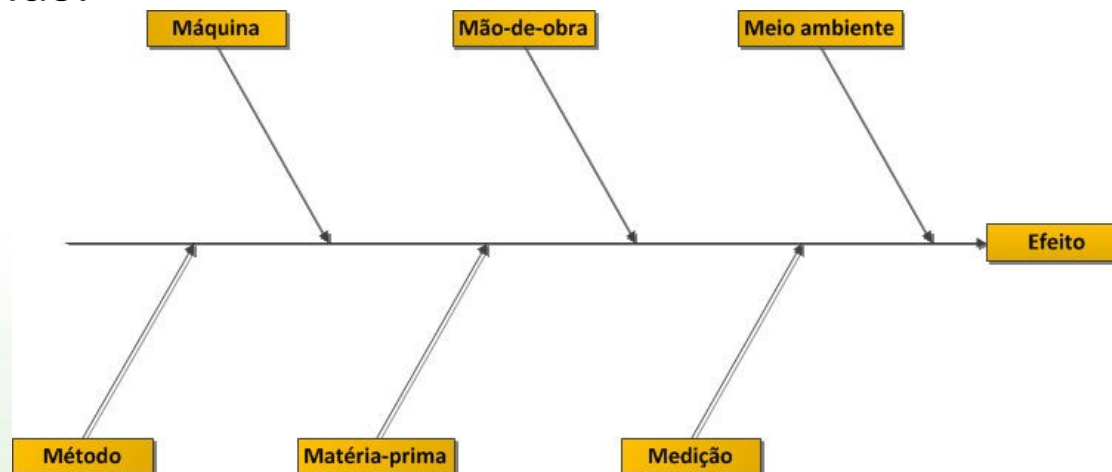 Máquina
Mão-de-obra
Meio ambiente
Efeito
Método
Matéria-prima
Medição